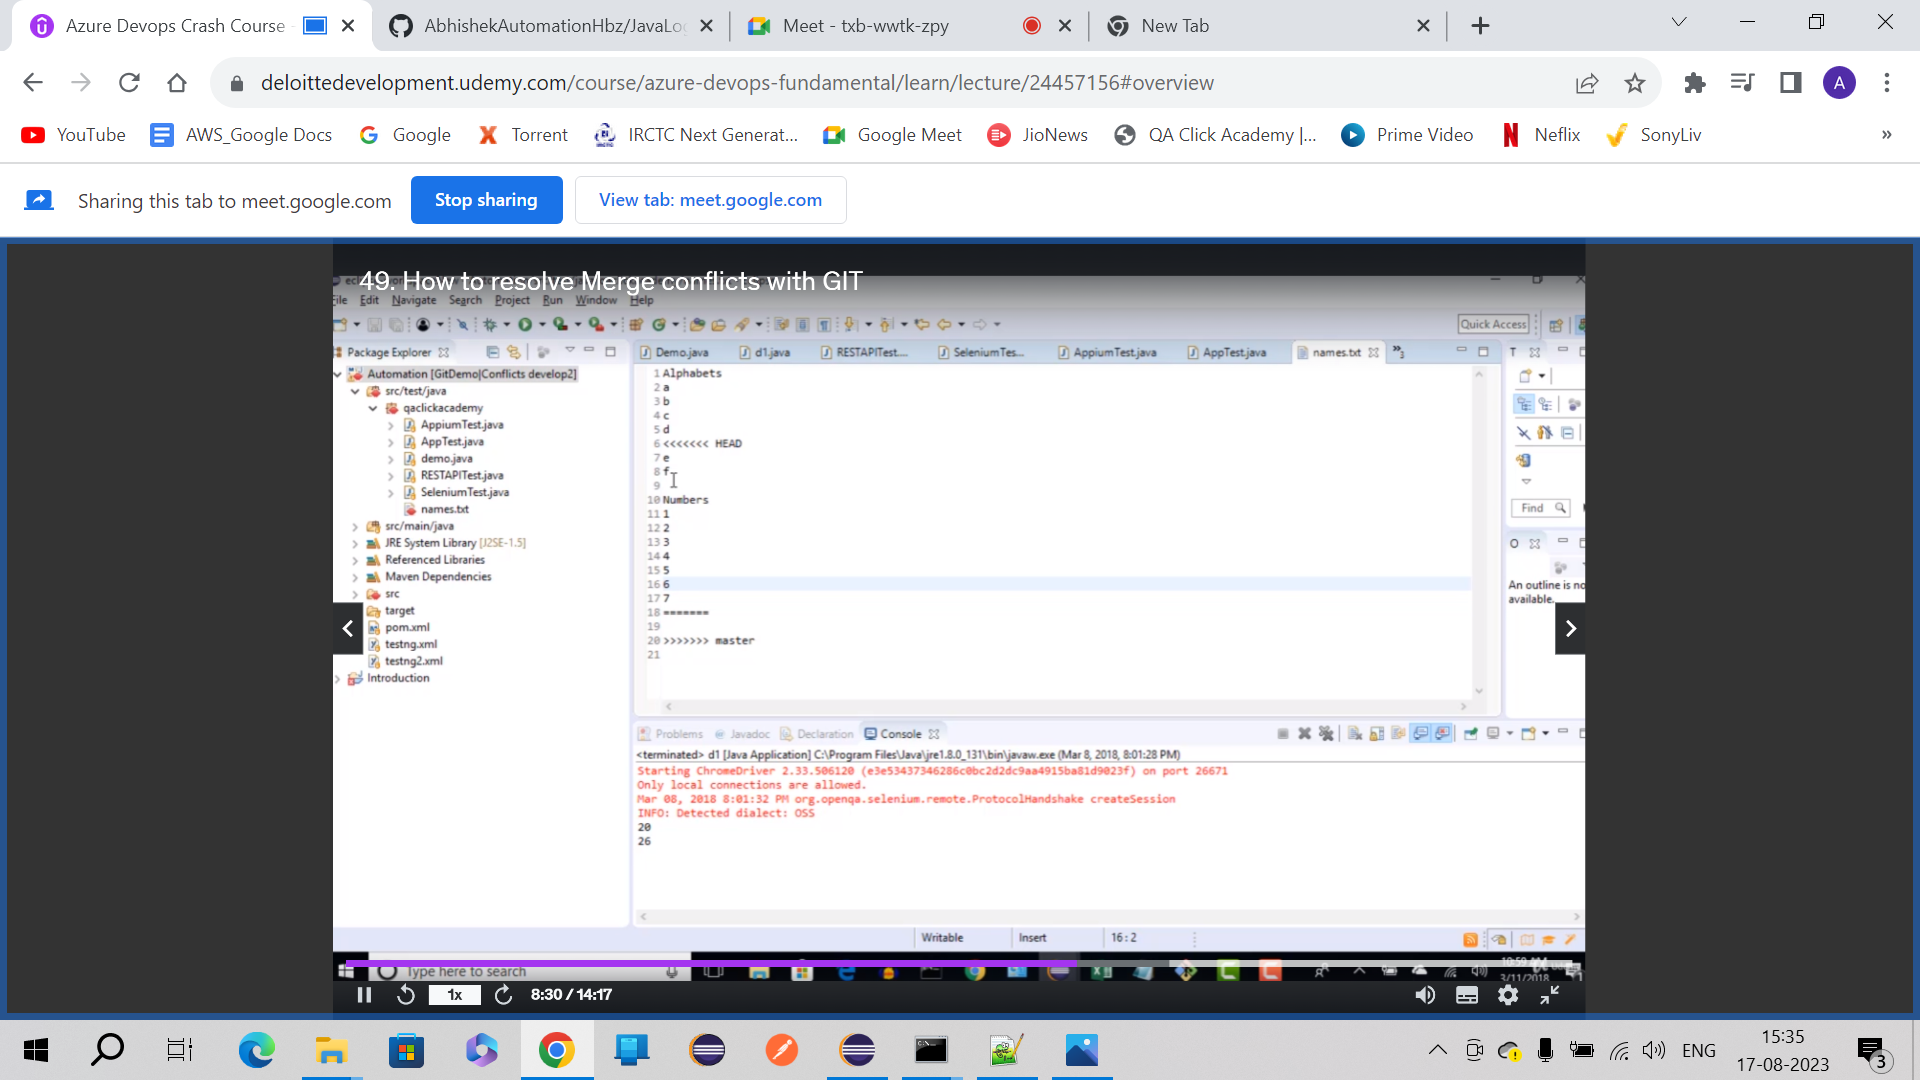 Azure Devops Crash Course
AbhishekAutomationHbz/JavaLo
Meet - txb-wwtk-zpy
New Tab
deloittedevelopment.udemy.com/course/azure-devops-fundamental/learn/lecture/24457156#overview
A
YouTube
AWS_Google Docs
Google
Torrent
IRCTC Next Generat...
Google Meet
JioNews
QA Click Academy |...
Prime Video
Neflix
SonyLiv
»
Sharing this tab to meet.google.com
Stop sharing
View tab: meet.google.com
49. How to resolve Merge conflicts with GIT
File Edit Navigate Search Project Run Window Help
Quick Access
Package Explorer
Demo.java
d1.java
RESTAPITest....
SeleniumTes...
AppiumTest.java
AppTest.java
names.txt
»3
Automation [GitDemo|Conflicts develop2]
src/test/java
qaclickacademy
AppiumTest.java
AppTest.java
demo.java
RESTAPITest.java
SeleniumTest.java
names.txt
src/main/java
JRE System Library [J2SE-1.5]
Referenced Libraries
Maven Dependencies
src
target
pom.xml
testng.xml
testng2.xml
Introduction
1 Alphabets
2 a
3 b
4 c
5 d
6 <<<<<<< HEAD
7 e
8 f
9
10 Numbers
11 1
12 2
13 3
14 4
15 5
16 6
17 7
18 =======
19
20 >>>>>>> master
21
T
Find
O
An outline is no
available.
Problems
Javadoc
Declaration
Console
<terminated> d1 [Java Application] C:\Program Files\Java\jre1.8.0_131\bin\javaw.exe (Mar 8, 2018, 8:01:28 PM)
Starting ChromeDriver 2.33.506120 (e3e53437346286c0bc2d2dc9aa4915ba81d9023f) on port 26671
Only local connections are allowed.
Mar 08, 2018 8:01:32 PM org.openqa.selenium.remote.ProtocolHandshake createSession
INFO: Detected dialect: OSS
20
26
Writable
Insert
16 : 2
Type here to search
10:59 AM
3/11/2018
1x
8:30 / 14:17
ENG
15:35
17-08-2023
3